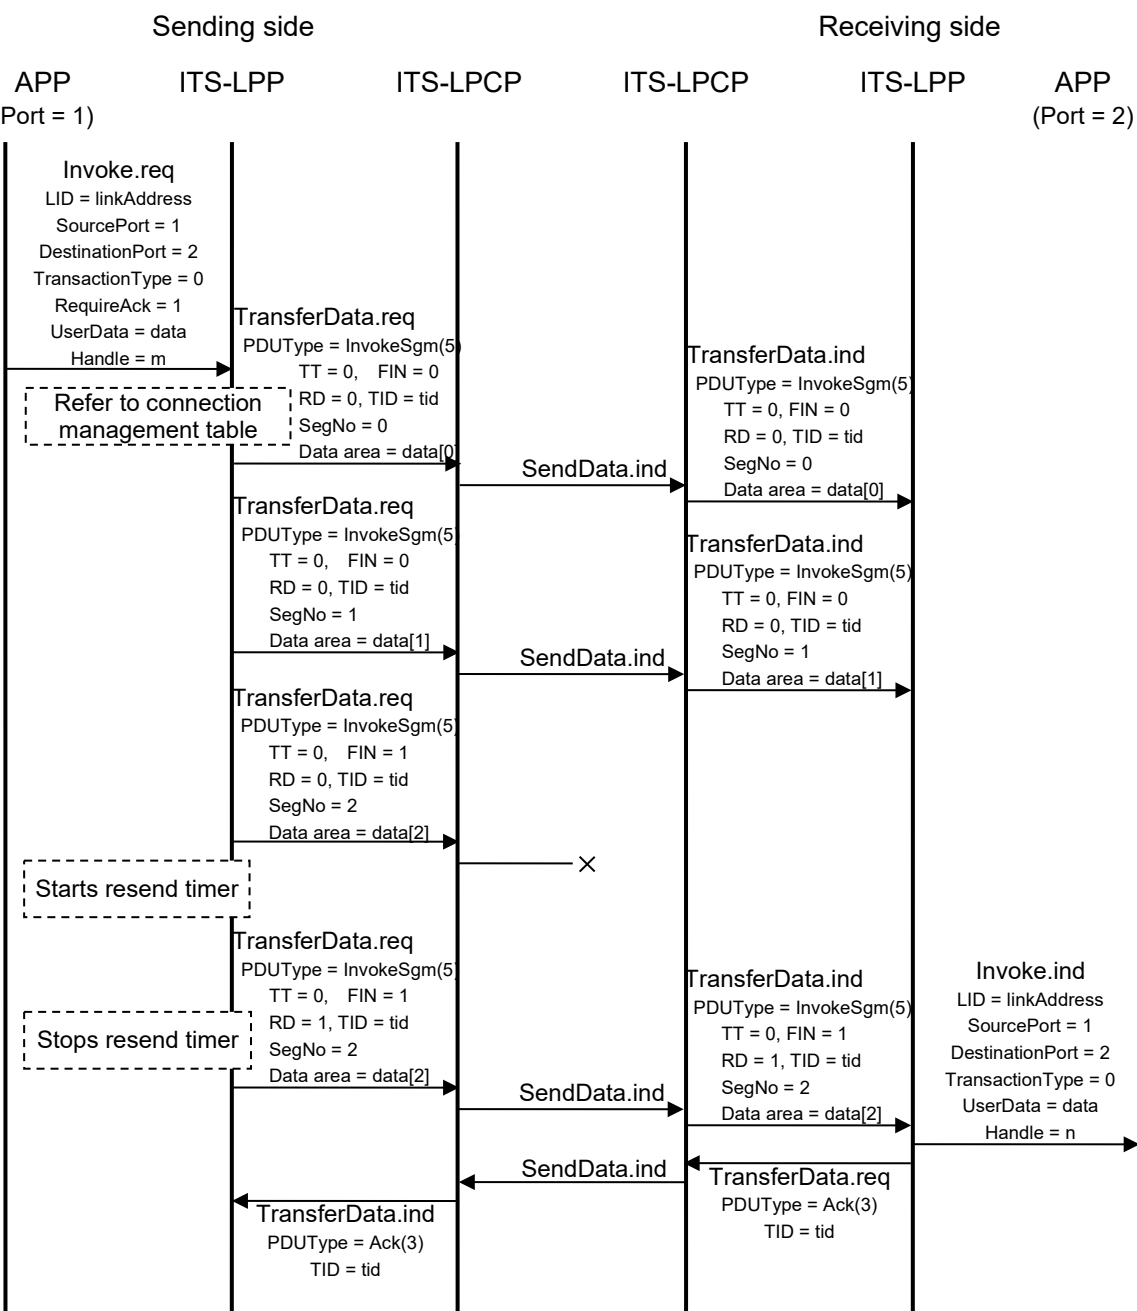 Sending side
Receiving side
APP
ITS-LPP
ITS-LPCP
ITS-LPCP
ITS-LPP
APP
Port = 1)
(Port = 2)
Invoke.req
LID = linkAddress
SourcePort = 1
DestinationPort = 2
TransactionType = 0
RequireAck = 1
UserData = data
Handle = m
Refer to connection
management table
TransferData.req
PDUType = InvokeSgm(5)
TT = 0, FIN = 0
RD = 0, TID = tid
SegNo = 0
Data area = data[0]
SendData.ind
TransferData.ind
PDUType = InvokeSgm(5)
TT = 0, FIN = 0
RD = 0, TID = tid
SegNo = 0
Data area = data[0]
TransferData.req
PDUType = InvokeSgm(5)
TT = 0, FIN = 0
RD = 0, TID = tid
SegNo = 1
Data area = data[1]
SendData.ind
TransferData.ind
PDUType = InvokeSgm(5)
TT = 0, FIN = 0
RD = 0, TID = tid
SegNo = 1
Data area = data[1]
TransferData.req
PDUType = InvokeSgm(5)
TT = 0, FIN = 1
RD = 0, TID = tid
SegNo = 2
Data area = data[2]
Starts resend timer
TransferData.req
PDUType = InvokeSgm(5)
TT = 0, FIN = 1
RD = 1, TID = tid
SegNo = 2
Data area = data[2]
Stops resend timer
SendData.ind
TransferData.ind
PDUType = InvokeSgm(5)
TT = 0, FIN = 1
RD = 1, TID = tid
SegNo = 2
Data area = data[2]
Invoke.ind
LID = linkAddress
SourcePort = 1
DestinationPort = 2
TransactionType = 0
UserData = data
Handle = n
TransferData.req
PDUType = Ack(3)
TID = tid
SendData.ind
TransferData.ind
PDUType = Ack(3)
TID = tid